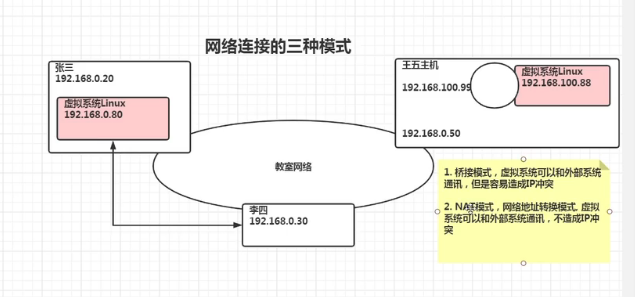 网络连接的三种模式
张三
192.168.0.20
虚拟系统Linux
192.168.0.80
王五主机
192.168.100.99
虚拟系统Linux
192.168.100.88
192.168.0.50
教室网络
李四
192.168.0.30
1. 桥接模式，虚拟系统可以和外部系统
通讯，但是容易造成IP冲突
2. NAT模式，网络地址转换模式, 虚拟
系统可以和外部系统通讯，不造成IP冲
突